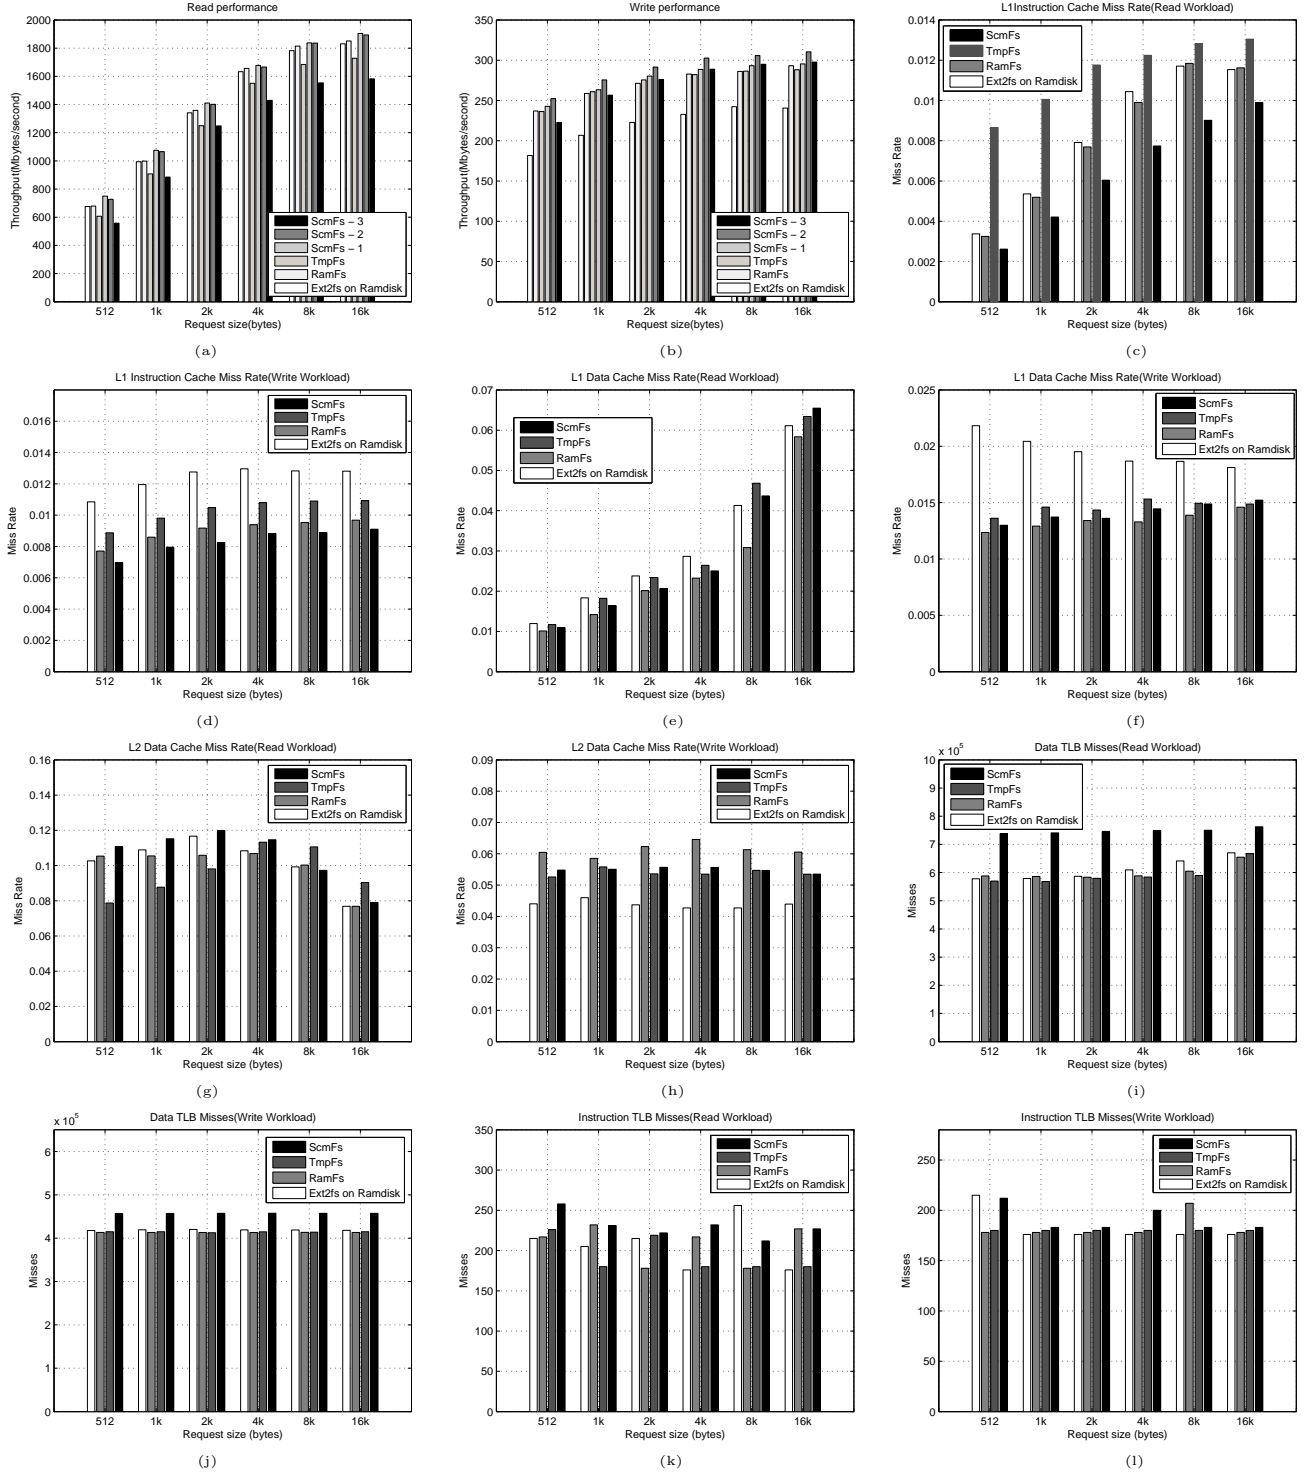 Read performance
2000
1800
1600
1400
1200
1000
800
600
400
200
0
Throughput(Mbytes/second)
ScmFs – 3
ScmFs – 2
ScmFs – 1
TmpFs
RamFs
Ext2fs on Ramdisk
512 1k 2k 4k 8k 16k
Request size(bytes)
(a)
Write performance
350
300
250
200
150
100
50
0
Throughput(Mbytes/second)
ScmFs – 3
ScmFs – 2
ScmFs – 1
TmpFs
RamFs
Ext2fs on Ramdisk
512 1k 2k 4k 8k 16k
Request size(bytes)
(b)
L1Instruction Cache Miss Rate(Read Workload)
0.014
0.012
0.01
0.008
0.006
0.004
0.002
0
Miss Rate
ScmFs
TmpFs
RamFs
Ext2fs on Ramdisk
512 1k 2k 4k 8k 16k
Request size (bytes)
(c)
L1 Instruction Cache Miss Rate(Write Workload)
0.016
0.014
0.012
0.01
0.008
0.006
0.004
0.002
0
Miss Rate
ScmFs
TmpFs
RamFs
Ext2fs on Ramdisk
512 1k 2k 4k 8k 16k
Request size (bytes)
(d)
L1 Data Cache Miss Rate(Read Workload)
0.07
0.06
0.05
0.04
0.03
0.02
0.01
0
Miss Rate
ScmFs
TmpFs
RamFs
Ext2fs on Ramdisk
512 1k 2k 4k 8k 16k
Request size (bytes)
(e)
L1 Data Cache Miss Rate(Write Workload)
0.025
0.02
0.015
0.01
0.005
0
Miss Rate
ScmFs
TmpFs
RamFs
Ext2fs on Ramdisk
512 1k 2k 4k 8k 16k
Request size (bytes)
(f)
L2 Data Cache Miss Rate(Read Workload)
0.16
0.14
0.12
0.1
0.08
0.06
0.04
0.02
0
Miss Rate
ScmFs
TmpFs
RamFs
Ext2fs on Ramdisk
512 1k 2k 4k 8k 16k
Request size (bytes)
(g)
L2 Data Cache Miss Rate(Write Workload)
0.09
0.08
0.07
0.06
0.05
0.04
0.03
0.02
0.01
0
Miss Rate
ScmFs
TmpFs
RamFs
Ext2fs on Ramdisk
512 1k 2k 4k 8k 16k
Request size (bytes)
(h)
Data TLB Misses(Read Workload)
x 10⁵
10
9
8
7
6
5
4
3
2
1
0
Misses
ScmFs
TmpFs
RamFs
Ext2fs on Ramdisk
512 1k 2k 4k 8k 16k
Request size (bytes)
(i)
Data TLB Misses(Write Workload)
x 10⁵
6
5
4
3
2
1
0
Misses
ScmFs
TmpFs
RamFs
Ext2fs on Ramdisk
512 1k 2k 4k 8k 16k
Request size (bytes)
(j)
Instruction TLB Misses(Read Workload)
350
300
250
200
150
100
50
0
Misses
ScmFs
TmpFs
RamFs
Ext2fs on Ramdisk
512 1k 2k 4k 8k 16k
Request size (bytes)
(k)
Instruction TLB Misses(Write Workload)
250
200
150
100
50
0
Misses
ScmFs
TmpFs
RamFs
Ext2fs on Ramdisk
512 1k 2k 4k 8k 16k
Request size (bytes)
(l)